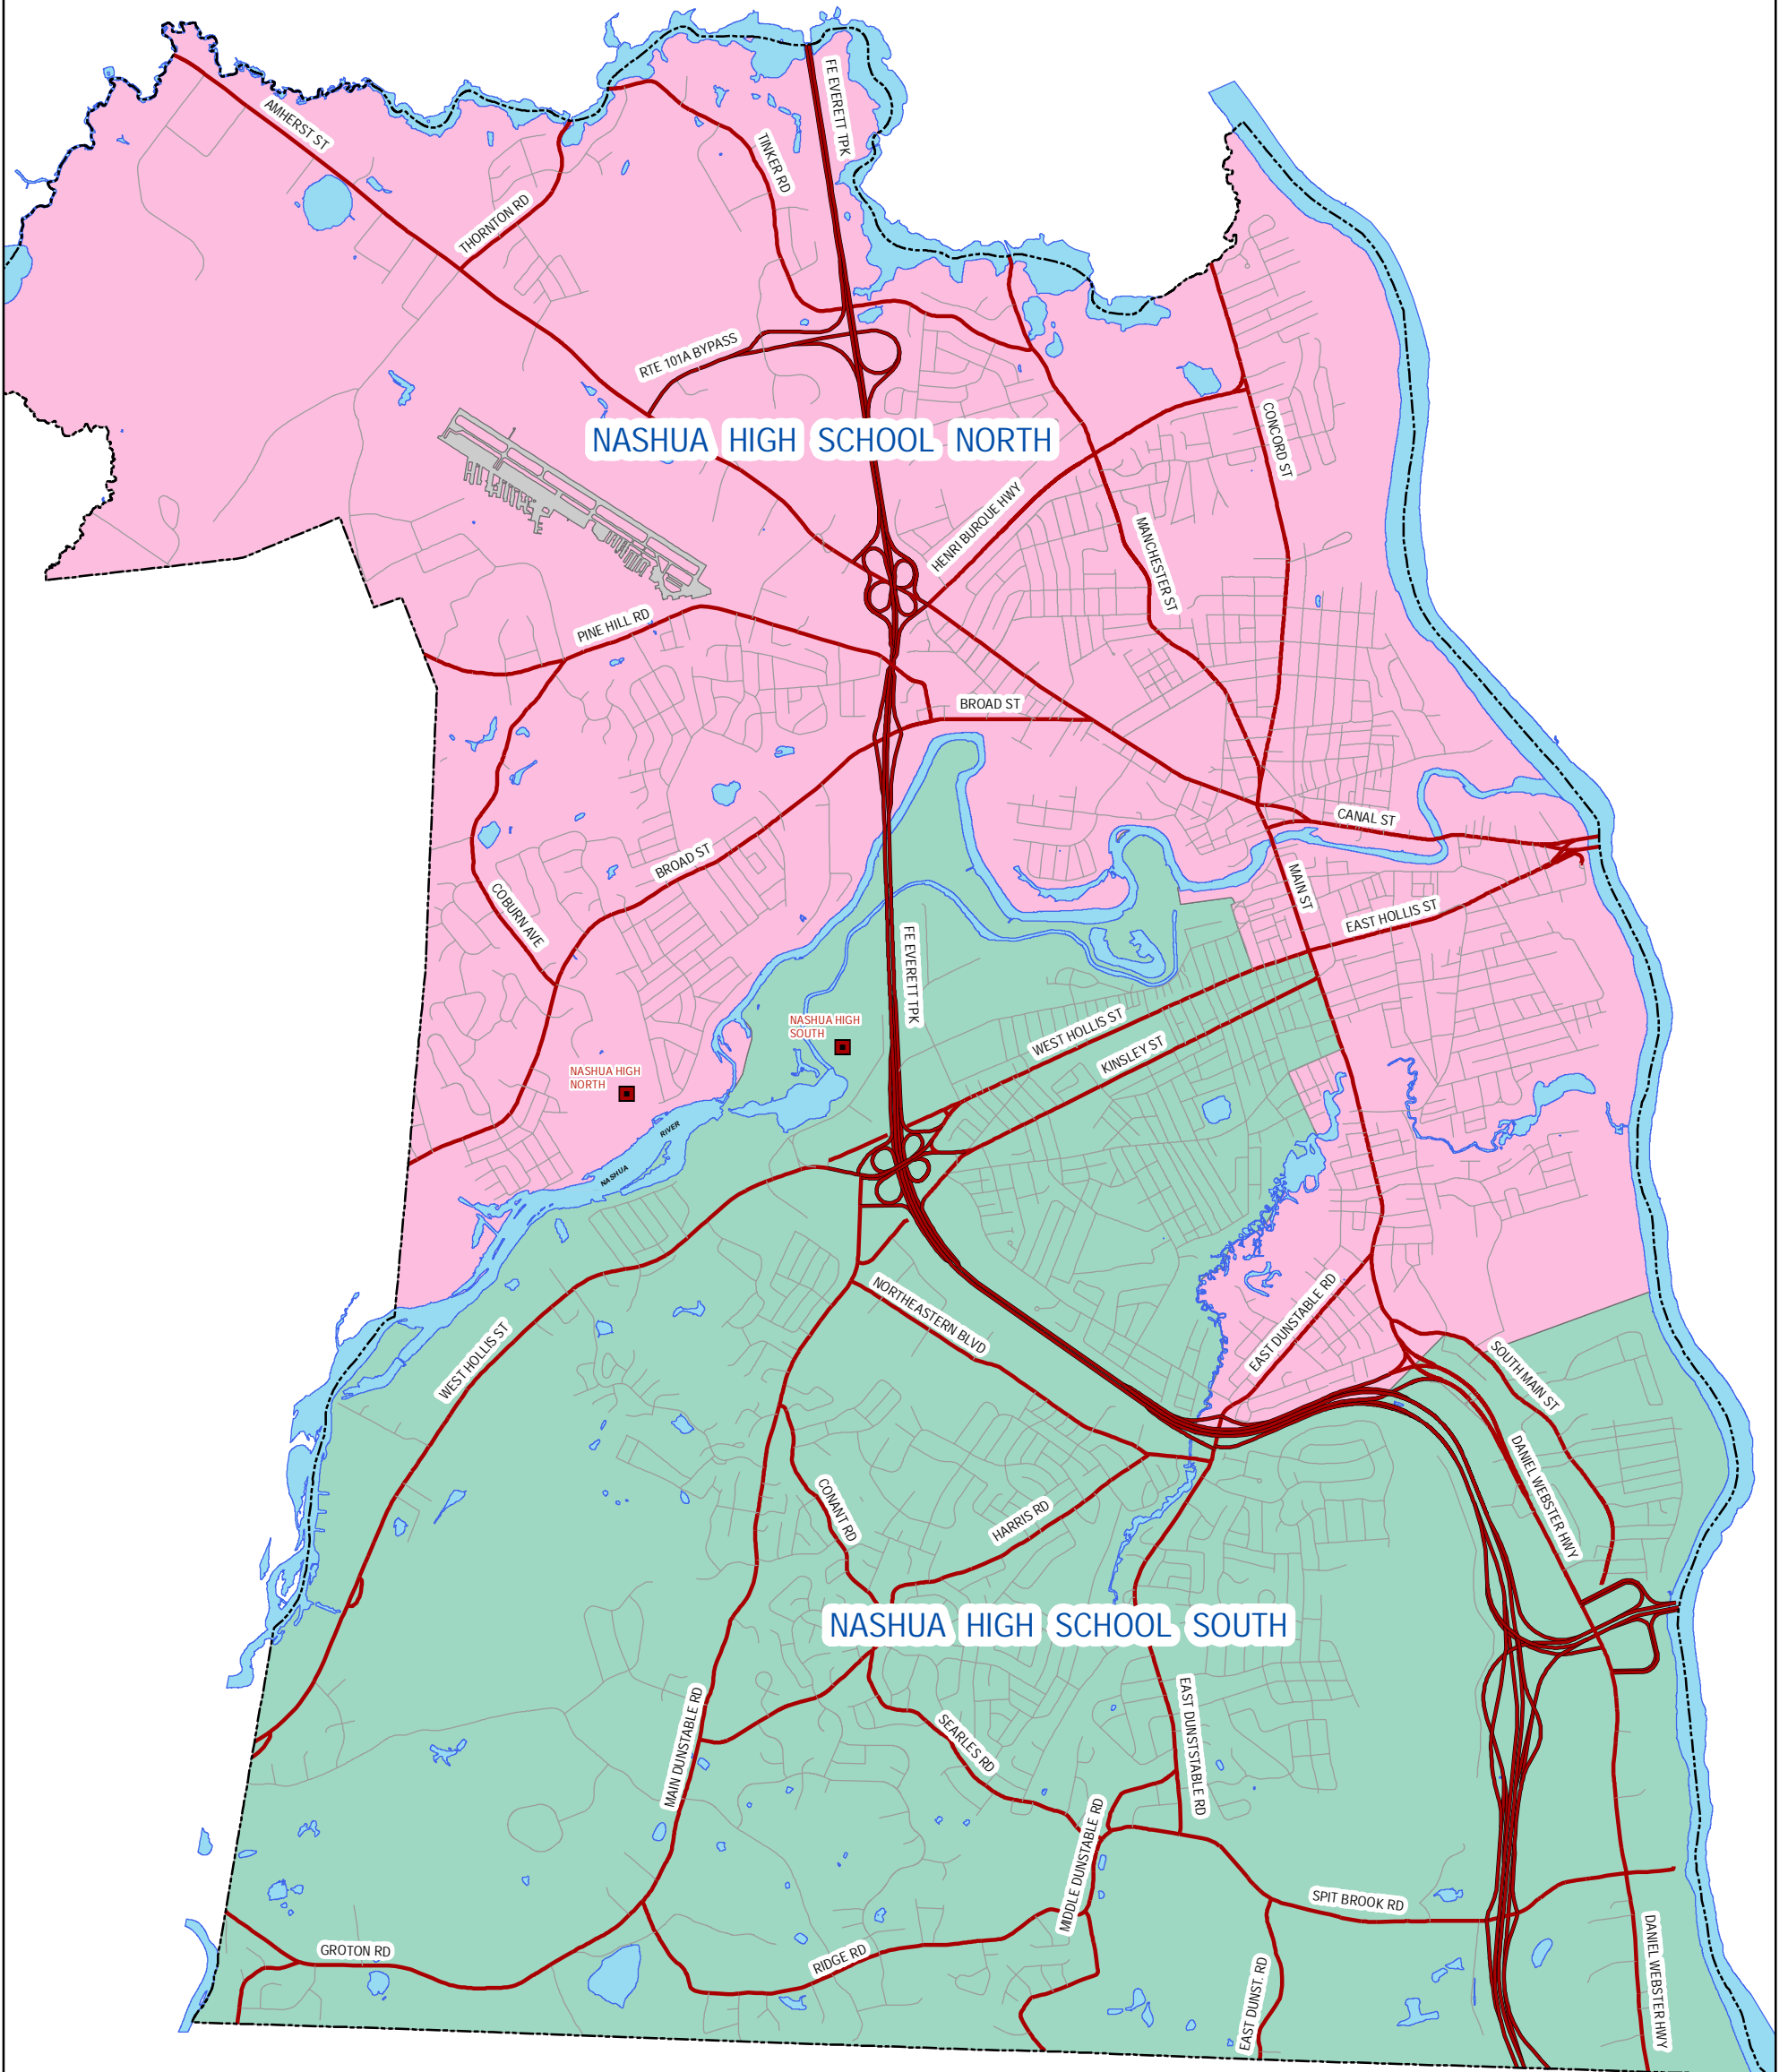 FE EVERETT TPK
AMHERST ST
TINKER RD
THORNTON RD
RTE 101A BYPASS
NASHUA HIGH SCHOOL NORTH
CONCORD ST
HENRI BURQUE HWY
MANCHESTER ST
PINE HILL RD
BROAD ST
CANAL ST
BROAD ST
MAIN ST
COBURN AVE
EAST HOLLIS ST
FE EVERETT TPK
NASHUA HIGH
SOUTH
WEST HOLLIS ST
KINSLEY ST
NASHUA HIGH
NORTH
RIVER
NASHUA
NORTHEASTERN BLVD
EAST DUNSTABLE RD
WEST HOLLIS ST
SOUTH MAIN ST
DANIEL WEBSTER HWY
CONANT RD
HARRIS RD
NASHUA HIGH SCHOOL SOUTH
MAIN DUNSTABLE RD
EAST DUNSTSTABLE RD
SEARLES RD
MIDDLE DUNSTABLE RD
SPIT BROOK RD
GROTON RD
RIDGE RD
EAST DUNST. RD
DANIEL WEBSTER HWY